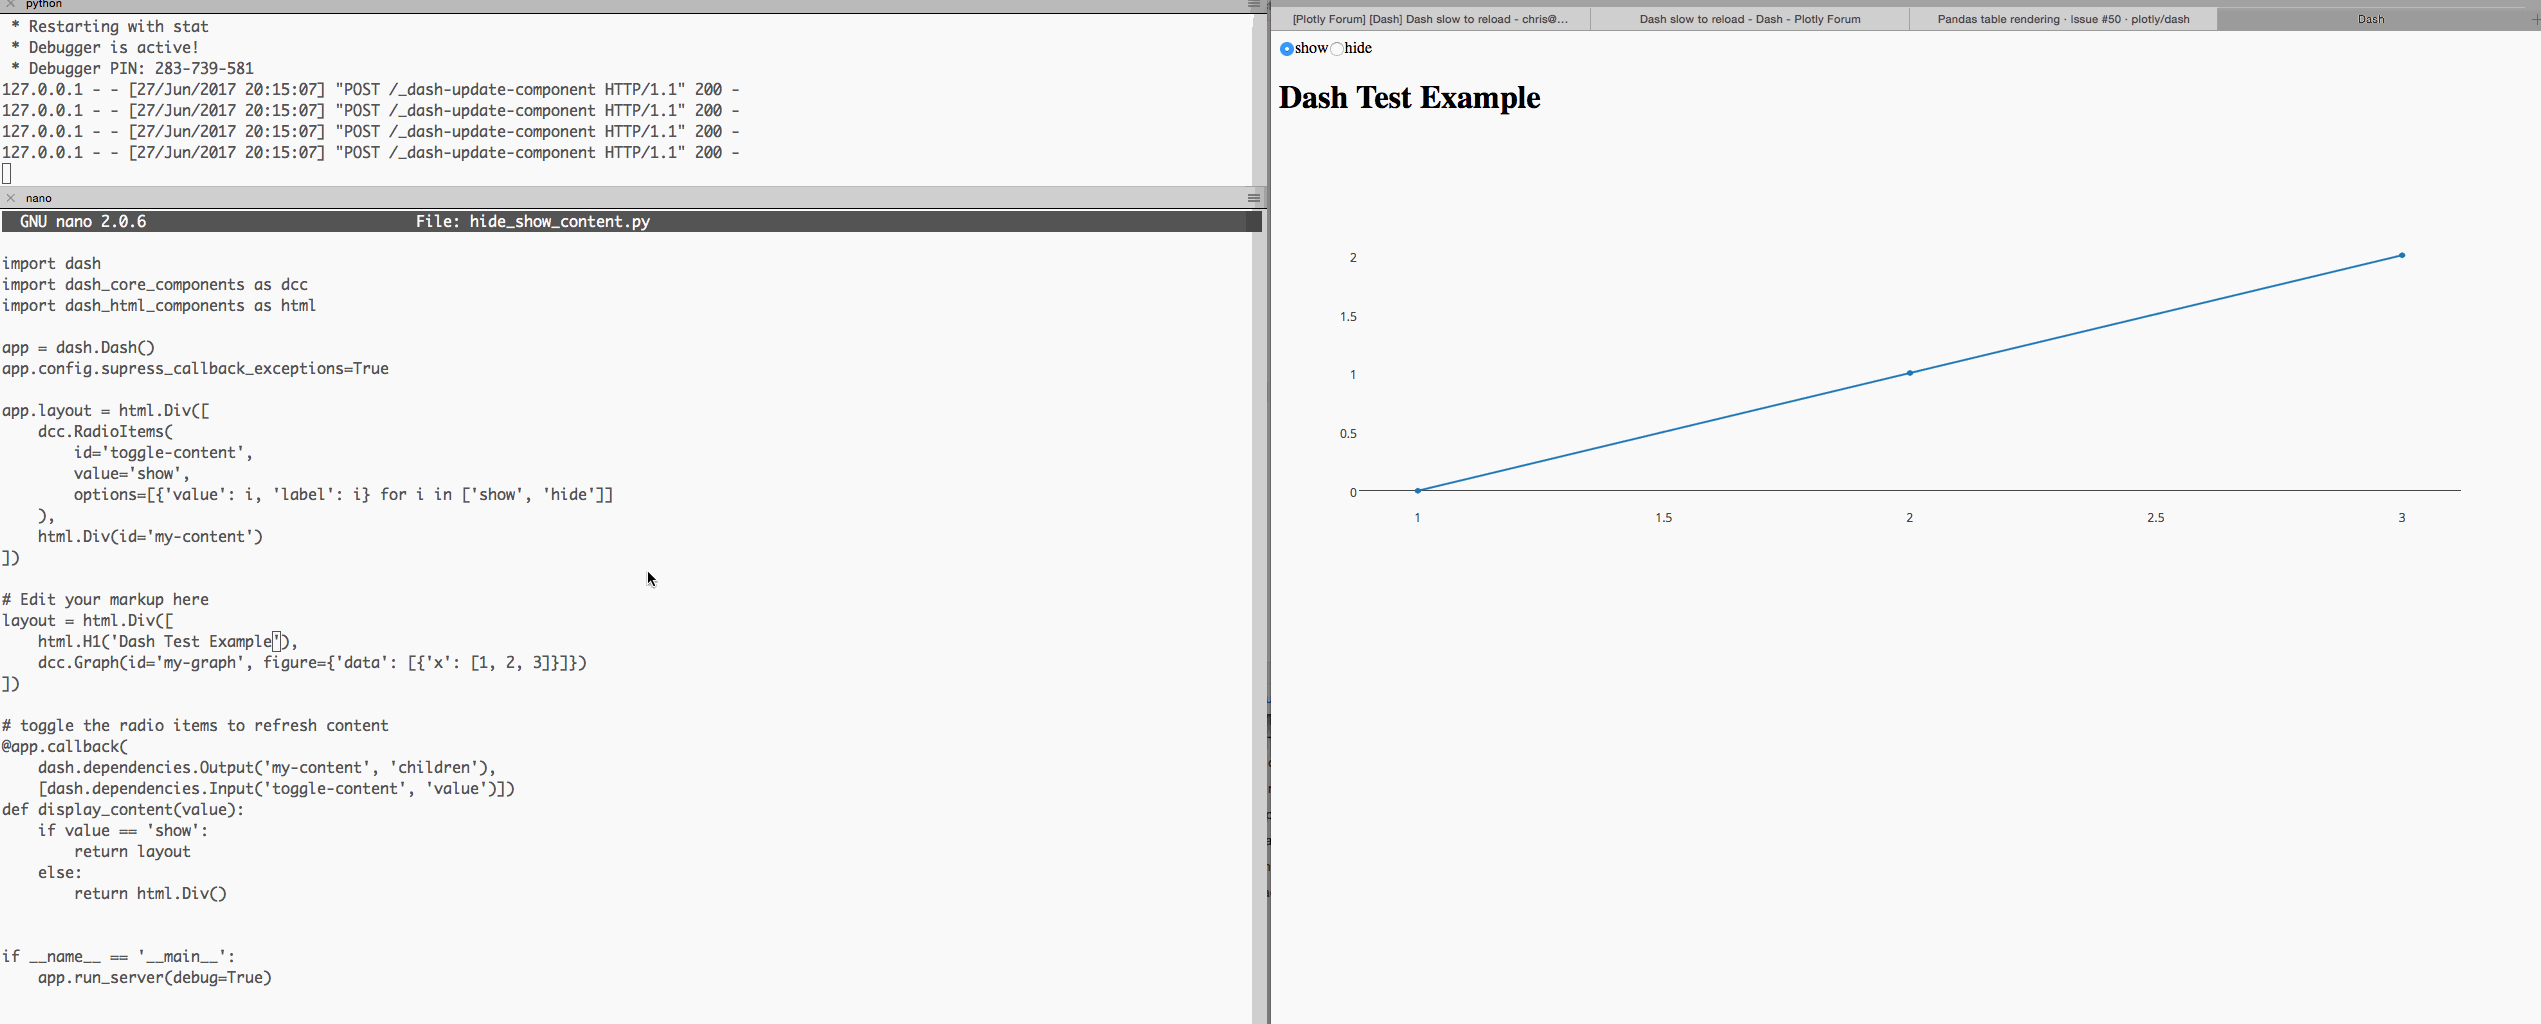 python
 * Restarting with stat
 * Debugger is active!
 * Debugger PIN: 283-739-581
127.0.0.1 - - [27/Jun/2017 20:15:07] "POST /_dash-update-component HTTP/1.1" 200 -
127.0.0.1 - - [27/Jun/2017 20:15:07] "POST /_dash-update-component HTTP/1.1" 200 -
127.0.0.1 - - [27/Jun/2017 20:15:07] "POST /_dash-update-component HTTP/1.1" 200 -
127.0.0.1 - - [27/Jun/2017 20:15:07] "POST /_dash-update-component HTTP/1.1" 200 -
nano
GNU nano 2.0.6 File: hide_show_content.py
import dash
import dash_core_components as dcc
import dash_html_components as html
app = dash.Dash()
app.config.supress_callback_exceptions=True
app.layout = html.Div([
    dcc.RadioItems(
        id='toggle-content',
        value='show',
        options=[{'value': i, 'label': i} for i in ['show', 'hide']]
    ),
    html.Div(id='my-content')
])
# Edit your markup here
layout = html.Div([
    html.H1('Dash Test Example'),
    dcc.Graph(id='my-graph', figure={'data': [{'x': [1, 2, 3]}]})
])
# toggle the radio items to refresh content
@app.callback(
    dash.dependencies.Output('my-content', 'children'),
    [dash.dependencies.Input('toggle-content', 'value')])
def display_content(value):
    if value == 'show':
        return layout
    else:
        return html.Div()
if __name__ == '__main__':
    app.run_server(debug=True)
[Plotly Forum] [Dash] Dash slow to reload - chris@...
Dash slow to reload - Dash - Plotly Forum
Pandas table rendering · Issue #50 · plotly/dash
Dash
show hide
Dash Test Example
2
1.5
1
0.5
0
1 1.5 2 2.5 3